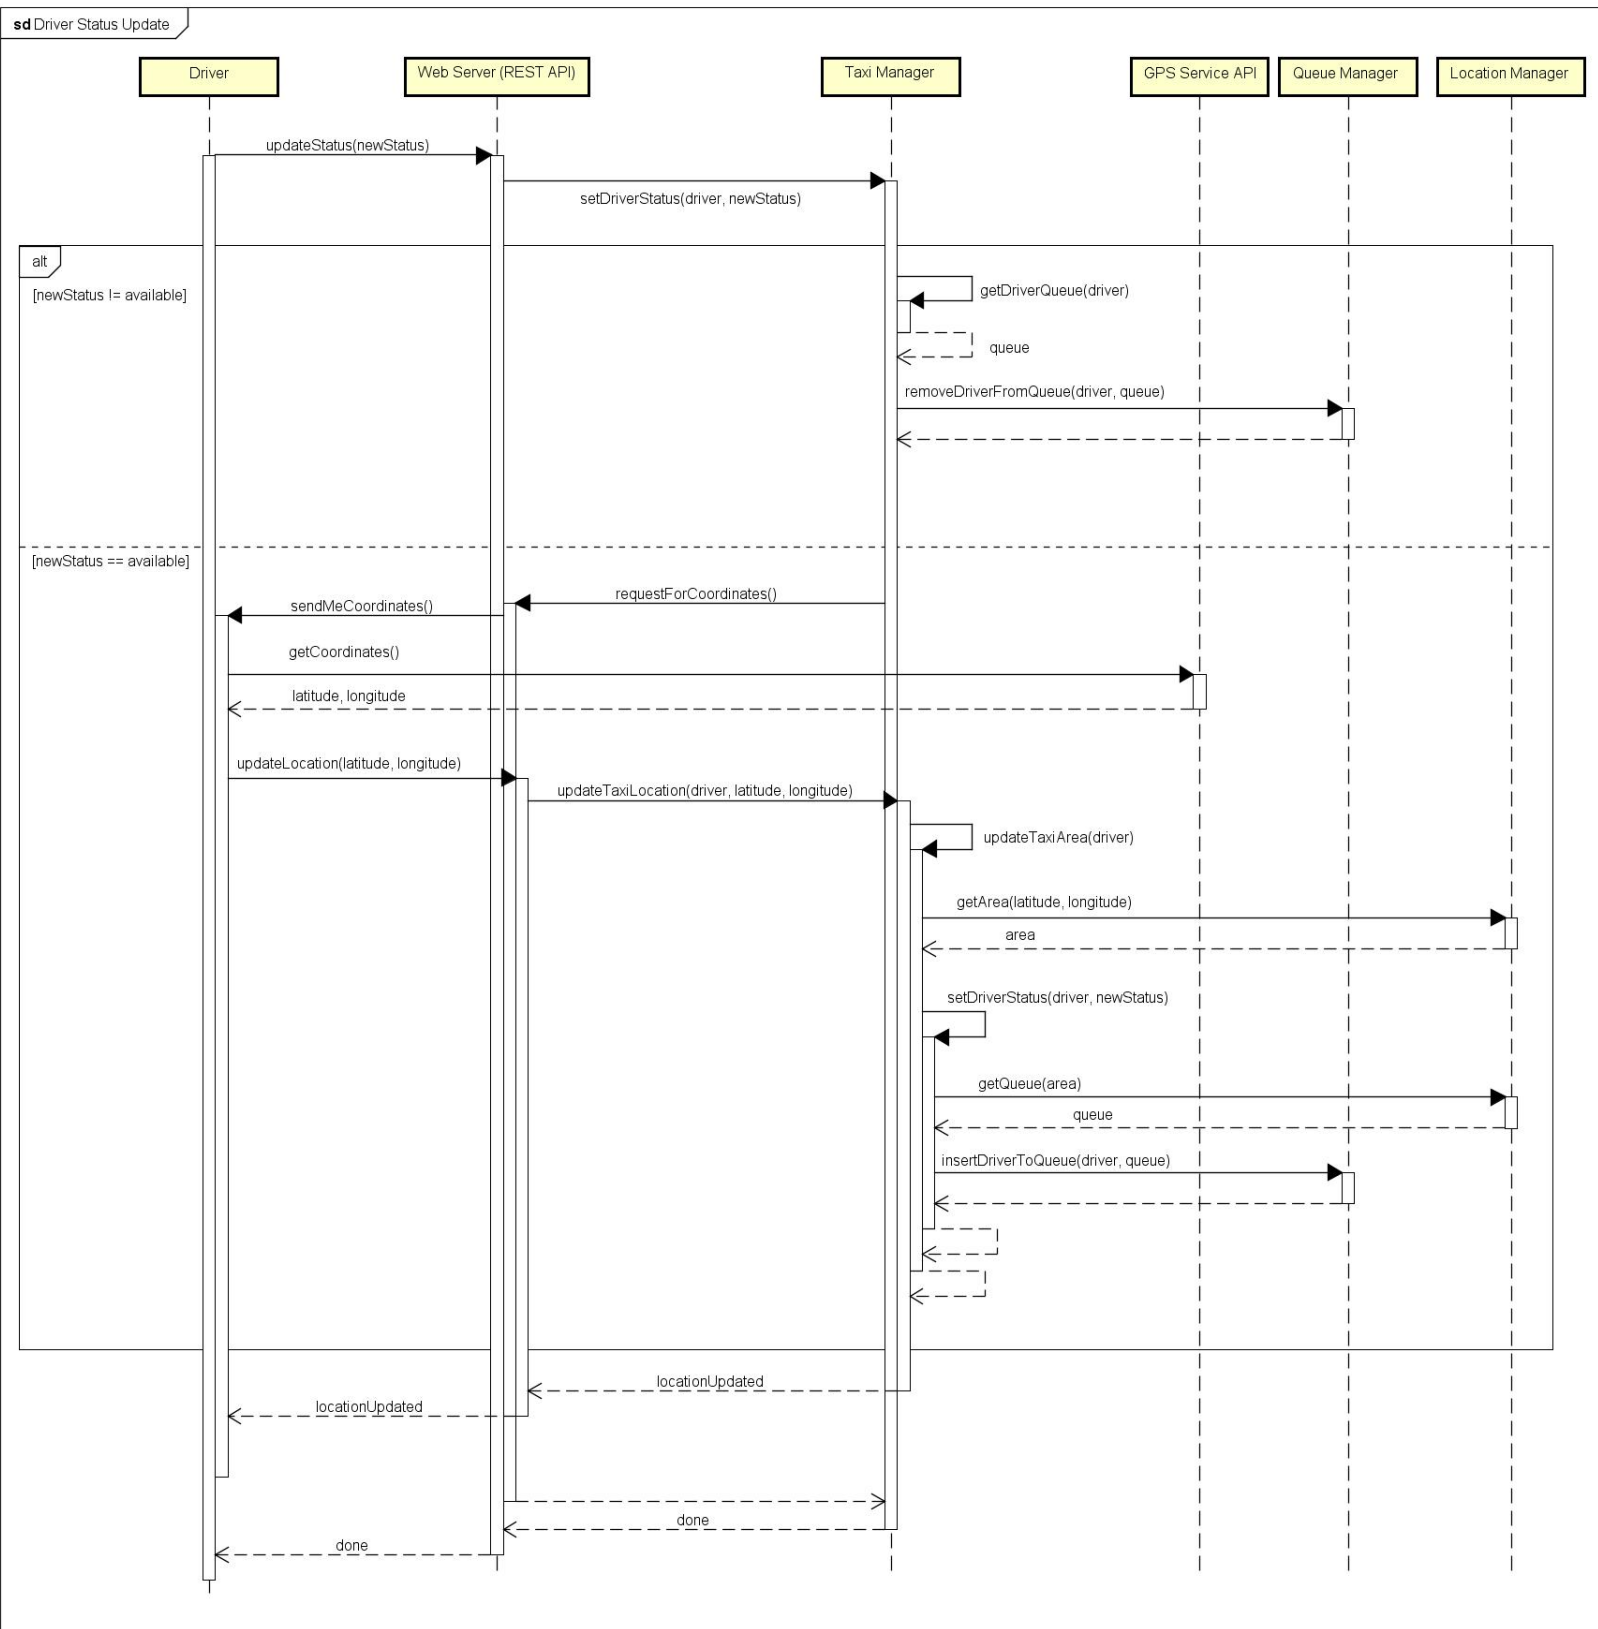 sd Driver Status Update
Driver
Web Server (REST API)
Taxi Manager
GPS Service API
Queue Manager
Location Manager
updateStatus(newStatus)
setDriverStatus(driver, newStatus)
alt
[newStatus != available]
getDriverQueue(driver)
queue
removeDriverFromQueue(driver, queue)
[newStatus == available]
requestForCoordinates()
sendMeCoordinates()
getCoordinates()
latitude, longitude
updateLocation(latitude, longitude)
updateTaxiLocation(driver, latitude, longitude)
updateTaxiArea(driver)
getArea(latitude, longitude)
area
setDriverStatus(driver, newStatus)
getQueue(area)
queue
insertDriverToQueue(driver, queue)
locationUpdated
locationUpdated
done
done